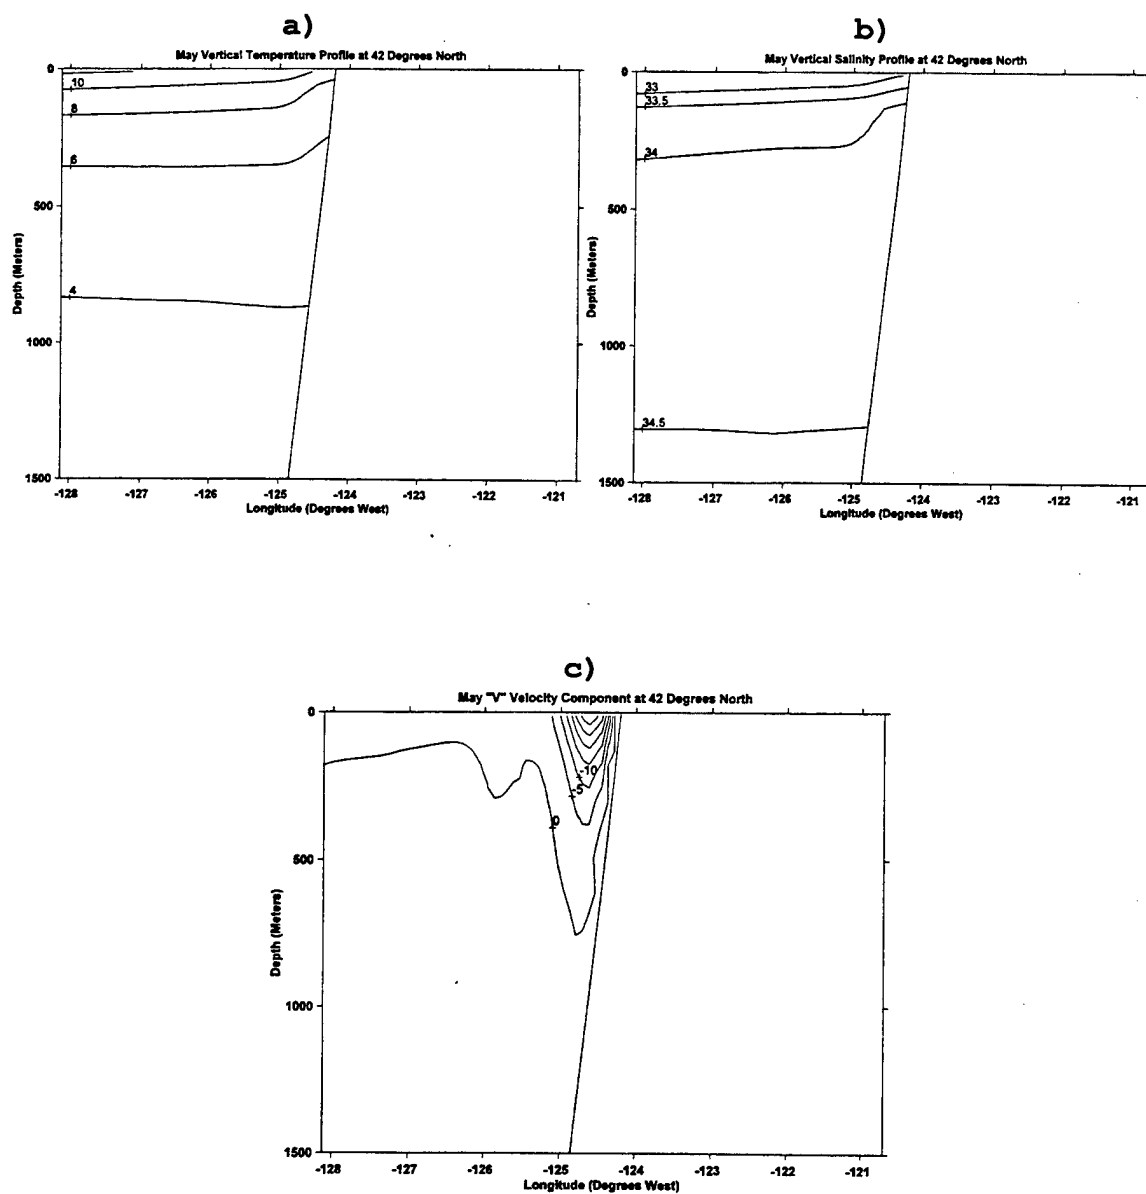 a)
May Vertical Temperature Profile at 42 Degrees North
0
10
8
6
500
4
1000
1500
Depth (Meters)
-128 -127 -126 -125 -124 -123 -122 -121
Longitude (Degrees West)
b)
May Vertical Salinity Profile at 42 Degrees North
0
33
33.5
34
500
1000
34.5
1500
Depth (Meters)
-128 -127 -126 -125 -124 -123 -122 -121
Longitude (Degrees West)
c)
May "V" Velocity Component at 42 Degrees North
0
-10
-5
0
500
1000
1500
Depth (Meters)
-128 -127 -126 -125 -124 -123 -122 -121
Longitude (Degrees West)